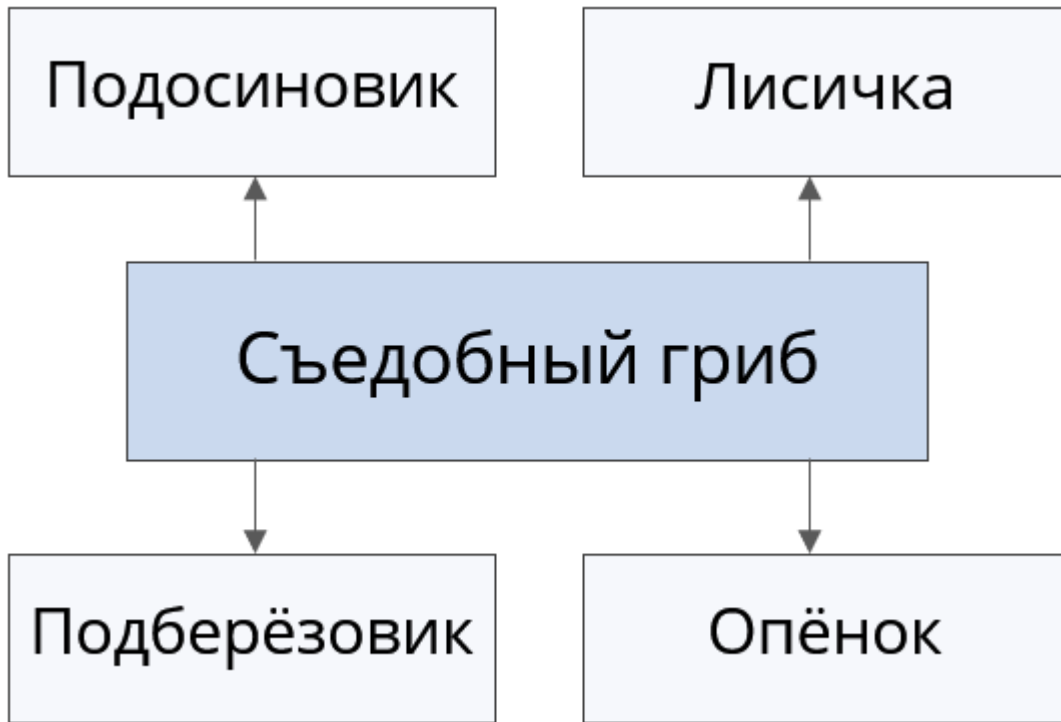 Подосиновик
Лисичка
Съедобный гриб
Подберёзовик
Опёнок